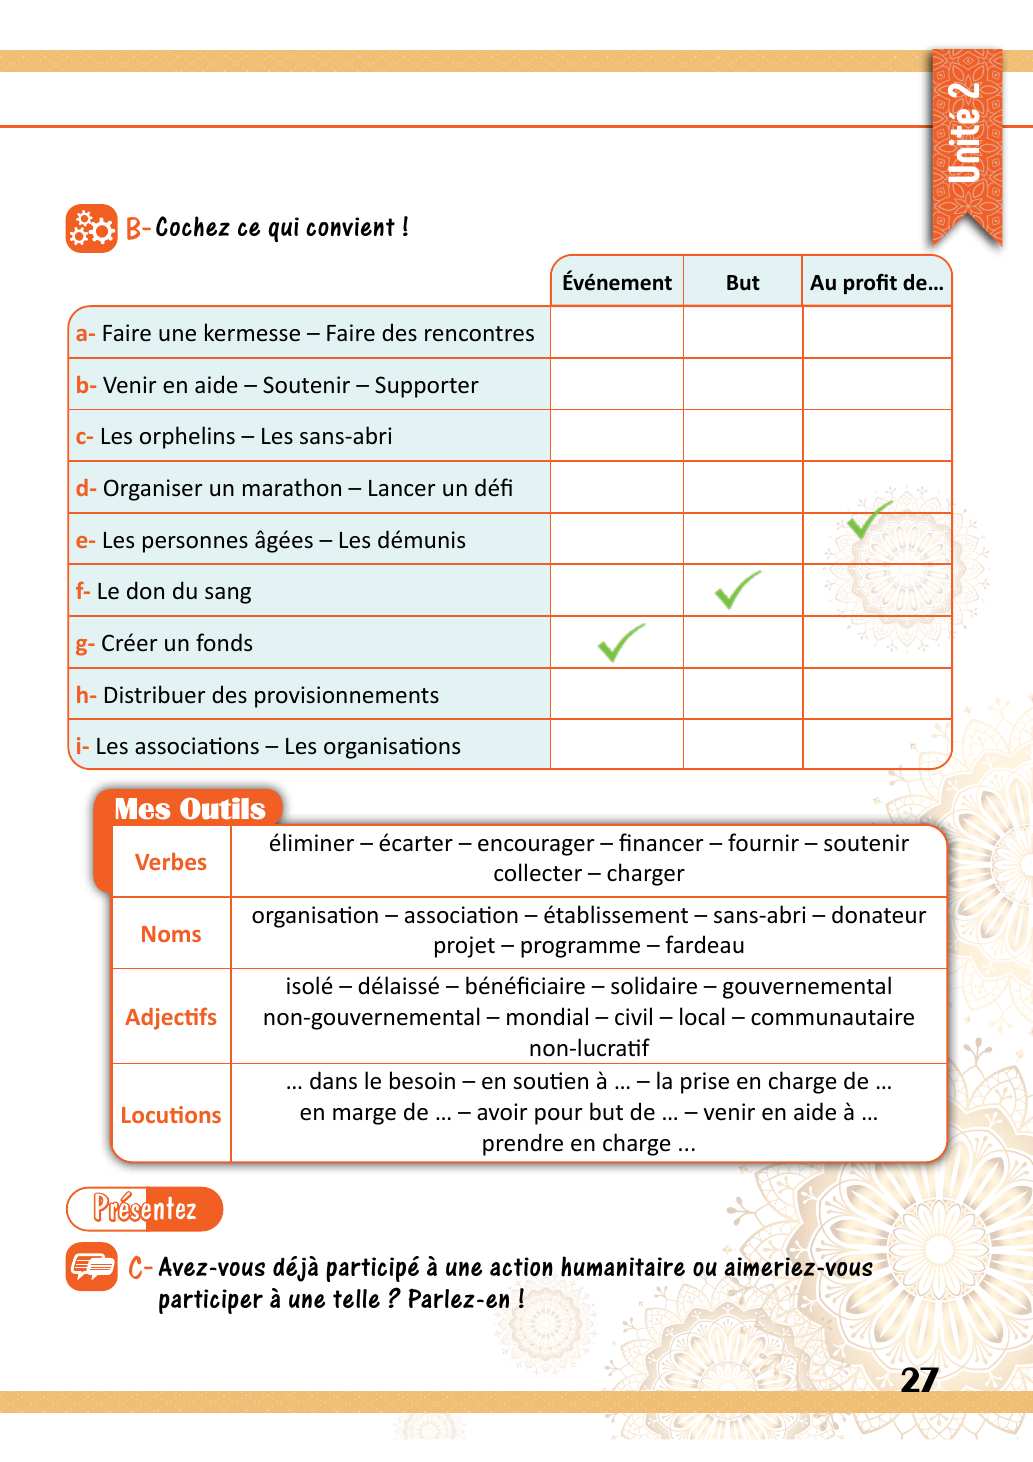 Unité 2
B- Cochez ce qui convient !
Événement But Au profit de...
a- Faire une kermesse – Faire des rencontres
b- Venir en aide – Soutenir – Supporter
c- Les orphelins – Les sans-abri
d- Organiser un marathon – Lancer un défi
e- Les personnes âgées – Les démunis
f- Le don du sang
g- Créer un fonds
h- Distribuer des provisionnements
i- Les associations – Les organisations
Mes Outils
Verbes
éliminer – écarter – encourager – financer – fournir – soutenir
collecter – charger
Noms
organisation – association – établissement – sans-abri – donateur
projet – programme – fardeau
Adjectifs
isolé – délaissé – bénéficiaire – solidaire – gouvernemental
non-gouvernemental – mondial – civil – local – communautaire
non-lucratif
Locutions
... dans le besoin – en soutien à ... – la prise en charge de ...
en marge de ... – avoir pour but de ... – venir en aide à ...
prendre en charge ...
Présentez
C- Avez-vous déjà participé à une action humanitaire ou aimeriez-vous
participer à une telle ? Parlez-en !
27